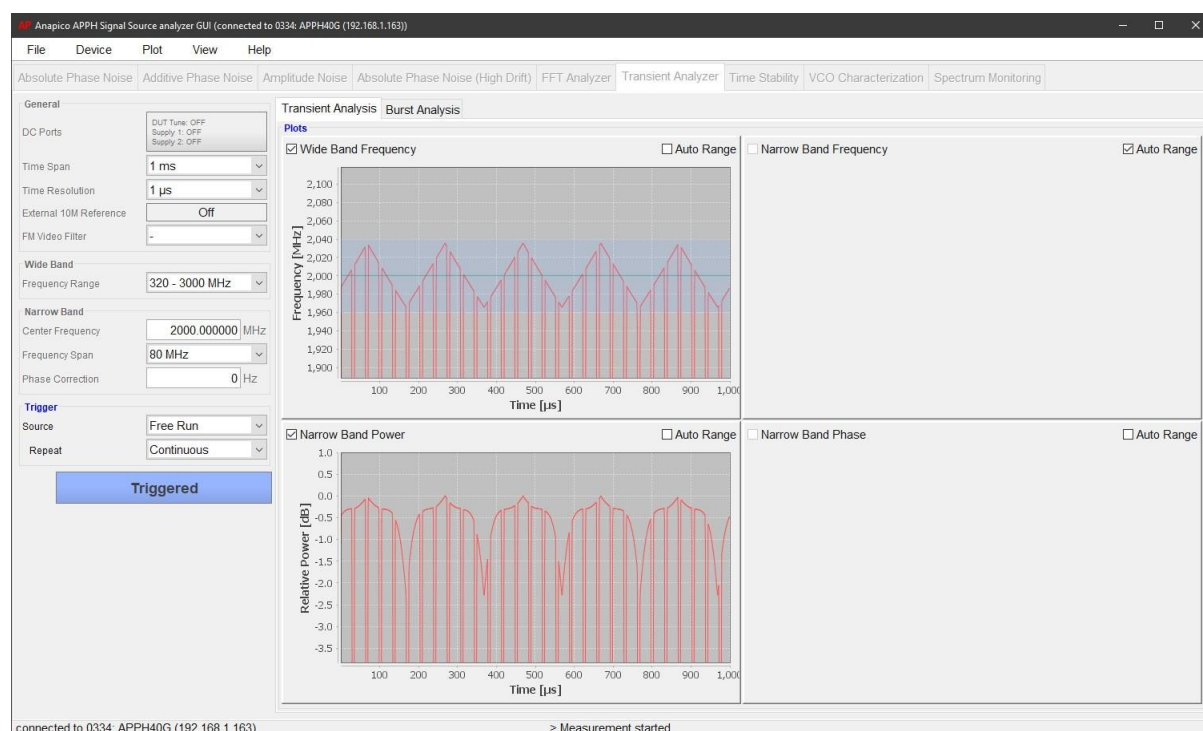 AP Anapico APPH Signal Source analyzer GUI (connected to 0334: APPH40G (192.168.1.163))
File Device Plot View Help
Absolute Phase Noise Additive Phase Noise Amplitude Noise Absolute Phase Noise (High Drift) FFT Analyzer Transient Analyzer Time Stability VCO Characterization Spectrum Monitoring
General
DC Ports
DUT Tune: OFF
Supply 1: OFF
Supply 2: OFF
Time Span 1 ms
Time Resolution 1 µs
External 10M Reference Off
FM Video Filter -
Wide Band
Frequency Range 320 - 3000 MHz
Narrow Band
Center Frequency 2000.000000 MHz
Frequency Span 80 MHz
Phase Correction 0 Hz
Trigger
Source Free Run
Repeat Continuous
Triggered
Transient Analysis Burst Analysis
Plots
Wide Band Frequency Auto Range
2,100
2,080
2,060
2,040
2,020
2,000
1,980
1,960
1,940
1,920
1,900
Frequency [MHz]
100 200 300 400 500 600 700 800 900 1,000
Time [µs]
Narrow Band Frequency Auto Range
Narrow Band Power Auto Range
1.0
0.5
0.0
-0.5
-1.0
-1.5
-2.0
-2.5
-3.0
-3.5
Relative Power [dB]
100 200 300 400 500 600 700 800 900 1,000
Time [µs]
Narrow Band Phase Auto Range
connected to 0334: APPH40G (192.168.1.163) > Measurement started